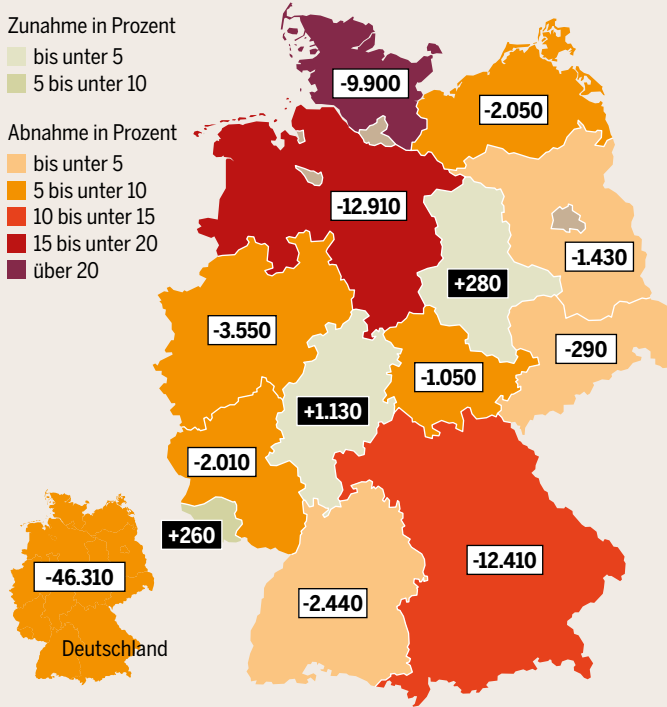 Zunahme in Prozent
bis unter 5
5 bis unter 10
Abnahme in Prozent
bis unter 5
5 bis unter 10
10 bis unter 15
15 bis unter 20
über 20
-9.900
-2.050
-12.910
-1.430
+280
-3.550
-290
-1.050
+1.130
-2.010
+260
-12.410
-46.310
-2.440
Deutschland